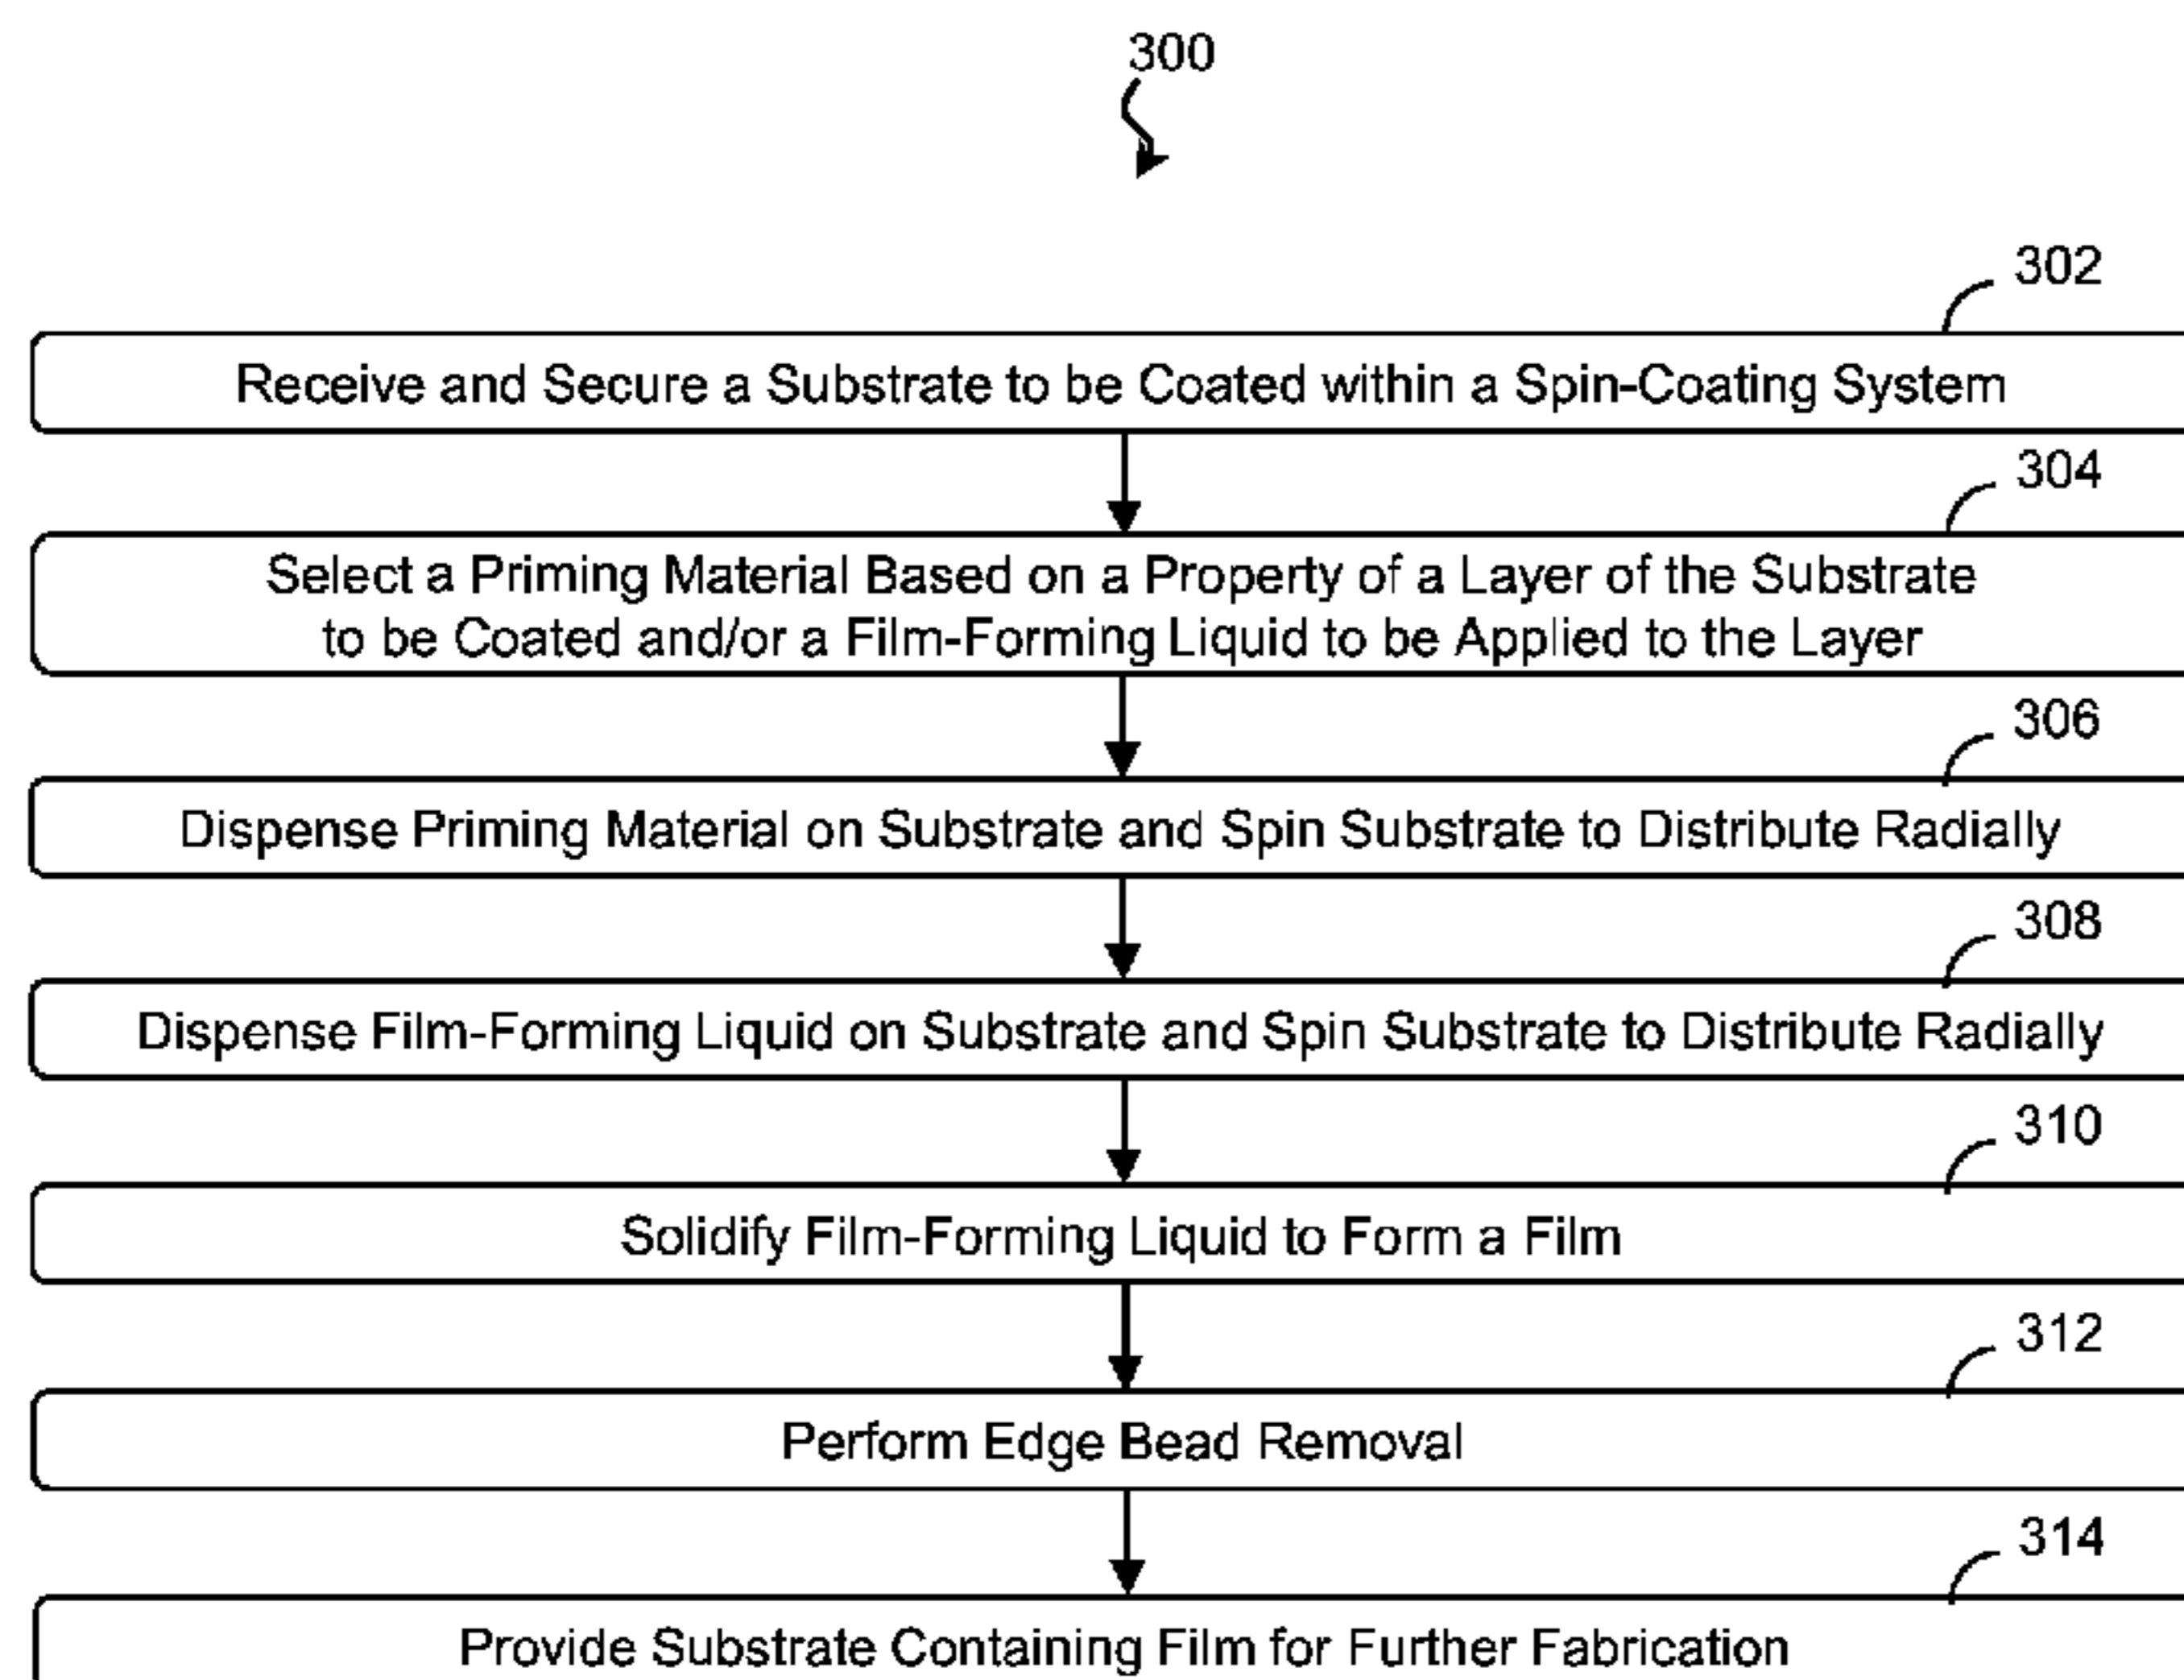 300
302
Receive and Secure a Substrate to be Coated within a Spin-Coating System
304
Select a Priming Material Based on a Property of a Layer of the Substrate
to be Coated and/or a Film-Forming Liquid to be Applied to the Layer
306
Dispense Priming Material on Substrate and Spin Substrate to Distribute Radially
308
Dispense Film-Forming Liquid on Substrate and Spin Substrate to Distribute Radially
310
Solidify Film-Forming Liquid to Form a Film
312
Perform Edge Bead Removal
314
Provide Substrate Containing Film for Further Fabrication